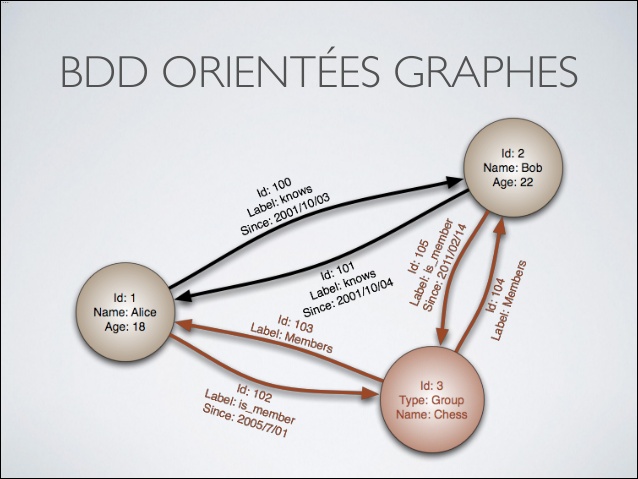 BDD ORIENTÉES GRAPHES
Id: 2
Name: Bob
Age: 22
Id: 100
Label: knows
Since: 2001/10/03
Id: 101
Label: knows
Since: 2001/10/04
Id: 105
Label: is_member
Since: 2011/02/14
Id: 104
Label: Members
Id: 1
Name: Alice
Age: 18
Id: 103
Label: Members
Id: 102
Label: is_member
Since: 2005/7/01
Id: 3
Type: Group
Name: Chess